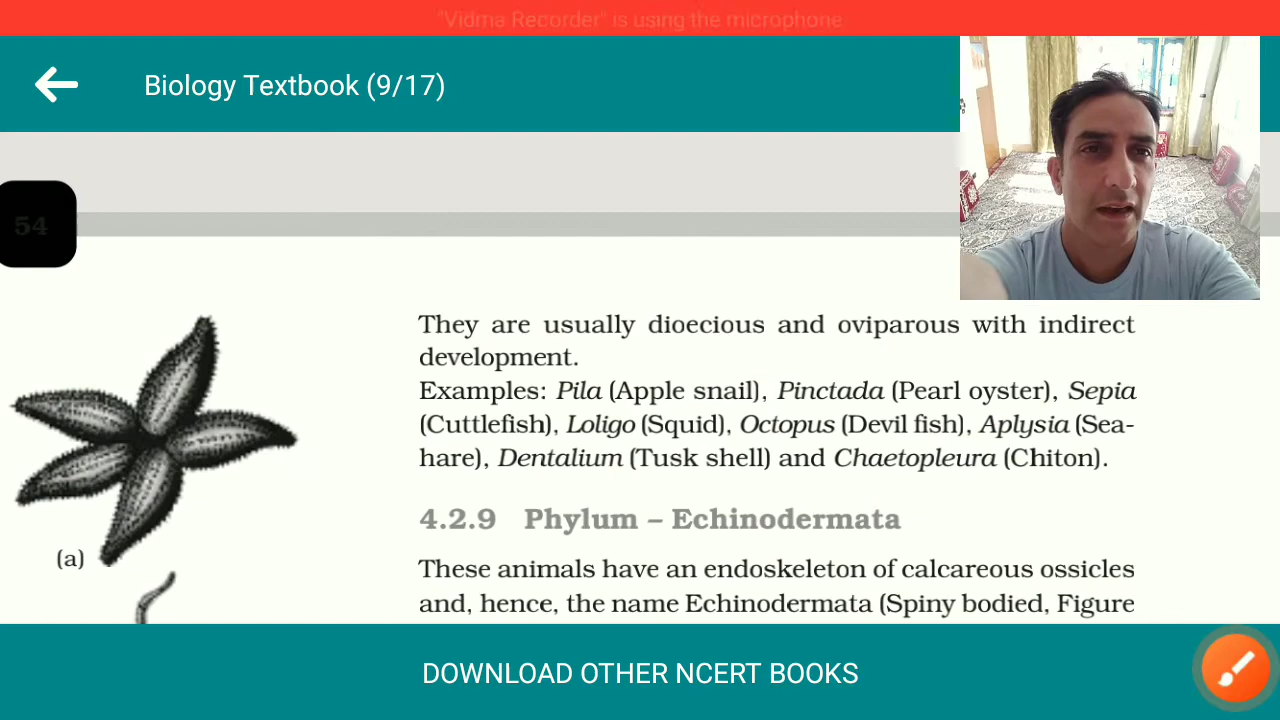 "Vidma Recorder" is using the microphone
Biology Textbook (9/17)
54
They are usually dioecious and oviparous with indirect
development.
Examples: Pila (Apple snail), Pinctada (Pearl oyster), Sepia
(Cuttlefish), Loligo (Squid), Octopus (Devil fish), Aplysia (Sea-
hare), Dentalium (Tusk shell) and Chaetopleura (Chiton).
4.2.9 Phylum – Echinodermata
(a)
These animals have an endoskeleton of calcareous ossicles
and, hence, the name Echinodermata (Spiny bodied, Figure
DOWNLOAD OTHER NCERT BOOKS